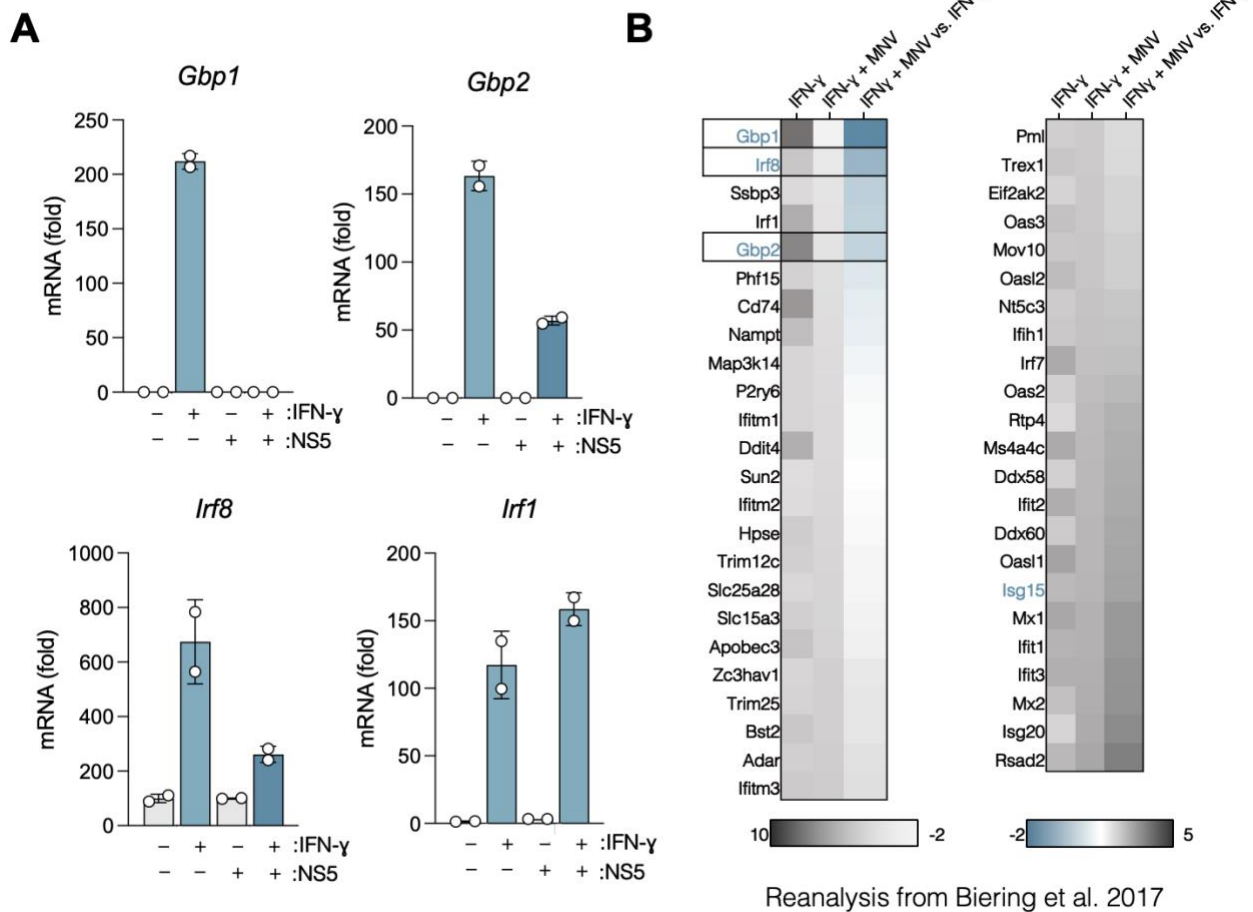 A
Gbp1
mRNA (fold)
250
200
150
100
50
0
− + − + :IFN-ɣ
− − + + :NS5
Gbp2
mRNA (fold)
200
150
100
50
0
− + − + :IFN-ɣ
− − + + :NS5
Irf8
mRNA (fold)
1000
800
600
400
200
0
− + − + :IFN-ɣ
− − + + :NS5
Irf1
mRNA (fold)
200
150
100
50
0
− + − + :IFN-ɣ
− − + + :NS5
B
IFN-ɣ
IFN-ɣ + MNV
IFNɣ + MNV vs. IFN
Gbp1
Irf8
Ssbp3
Irf1
Gbp2
Phf15
Cd74
Nampt
Map3k14
P2ry6
Ifitm1
Ddit4
Sun2
Ifitm2
Hpse
Trim12c
Slc25a28
Slc15a3
Apobec3
Zc3hav1
Trim25
Bst2
Adar
Ifitm3
10 -2
IFN-ɣ
IFN-ɣ + MNV
IFNɣ + MNV vs. IFN
Pml
Trex1
Eif2ak2
Oas3
Mov10
Oasl2
Nt5c3
Ifih1
Irf7
Oas2
Rtp4
Ms4a4c
Ddx58
Ifit2
Ddx60
Oasl1
Isg15
Mx1
Ifit1
Ifit3
Mx2
Isg20
Rsad2
-2 5
Reanalysis from Biering et al. 2017